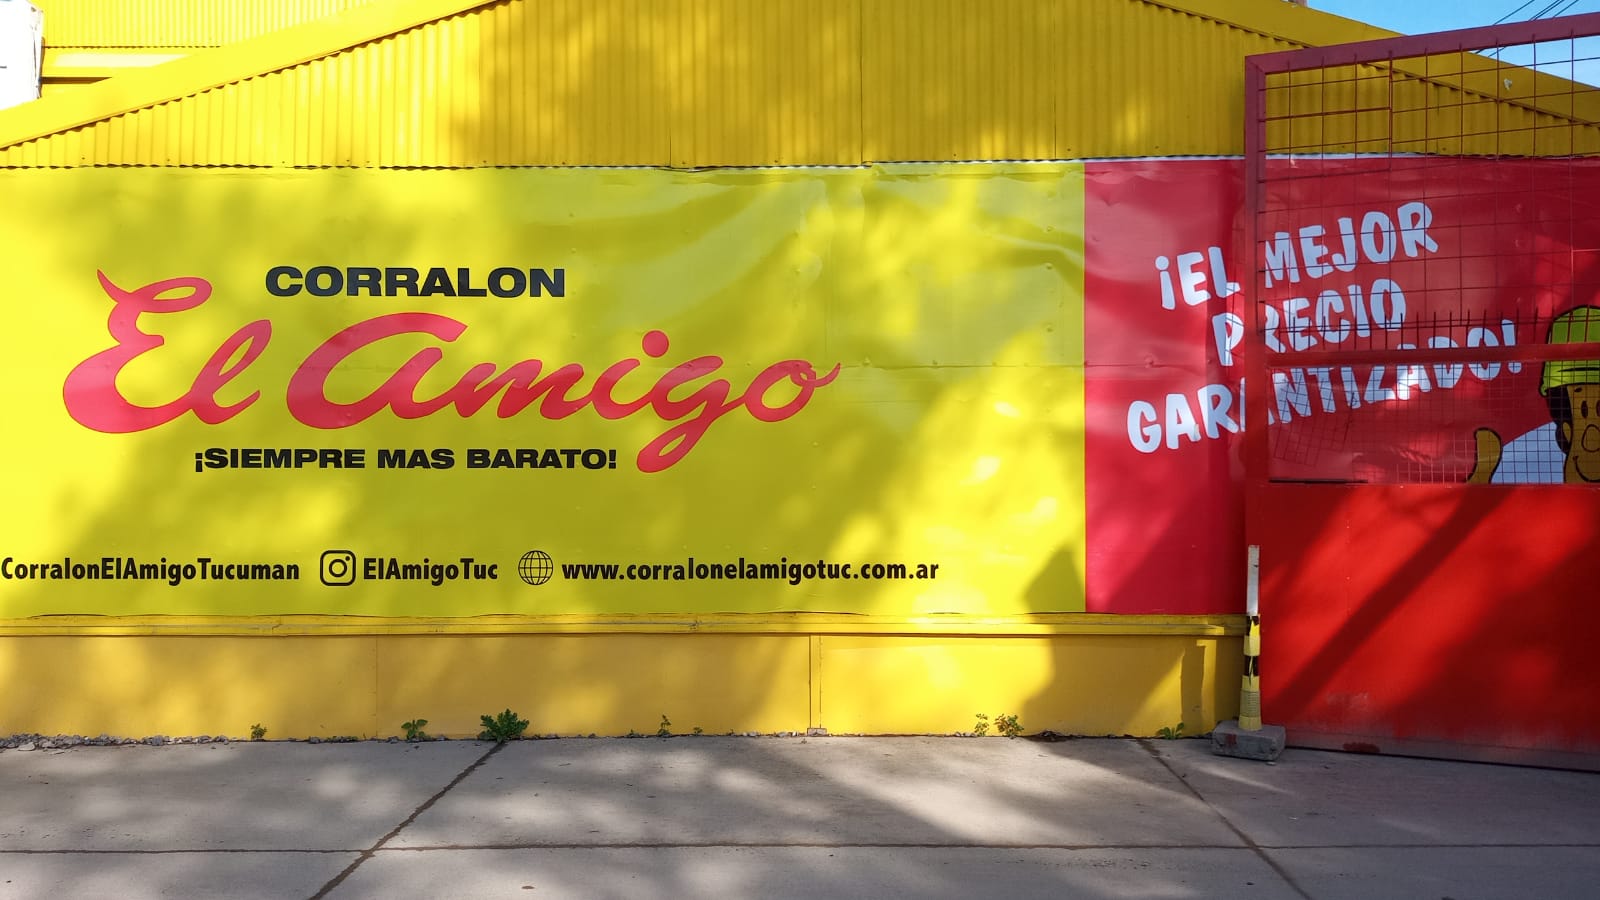 CORRALON
El Amigo
¡SIEMPRE MAS BARATO!
CorralonElAmigoTucuman ElAmigoTuc www.corralonelamigotuc.com.ar
¡EL MEJOR
PRECIO
GARANTIZADO!